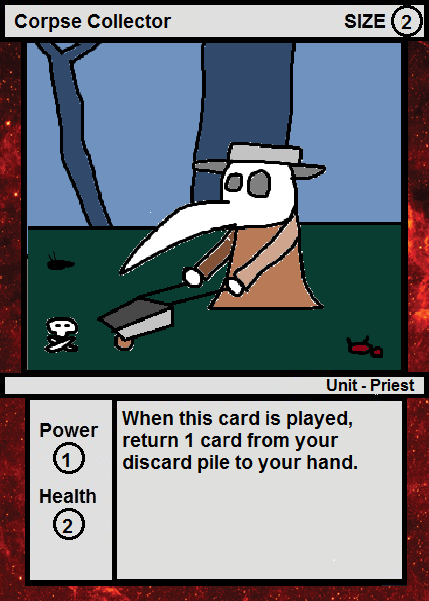 Corpse Collector SIZE 2
Unit - Priest
Power
1
Health
2
When this card is played,
return 1 card from your
discard pile to your hand.